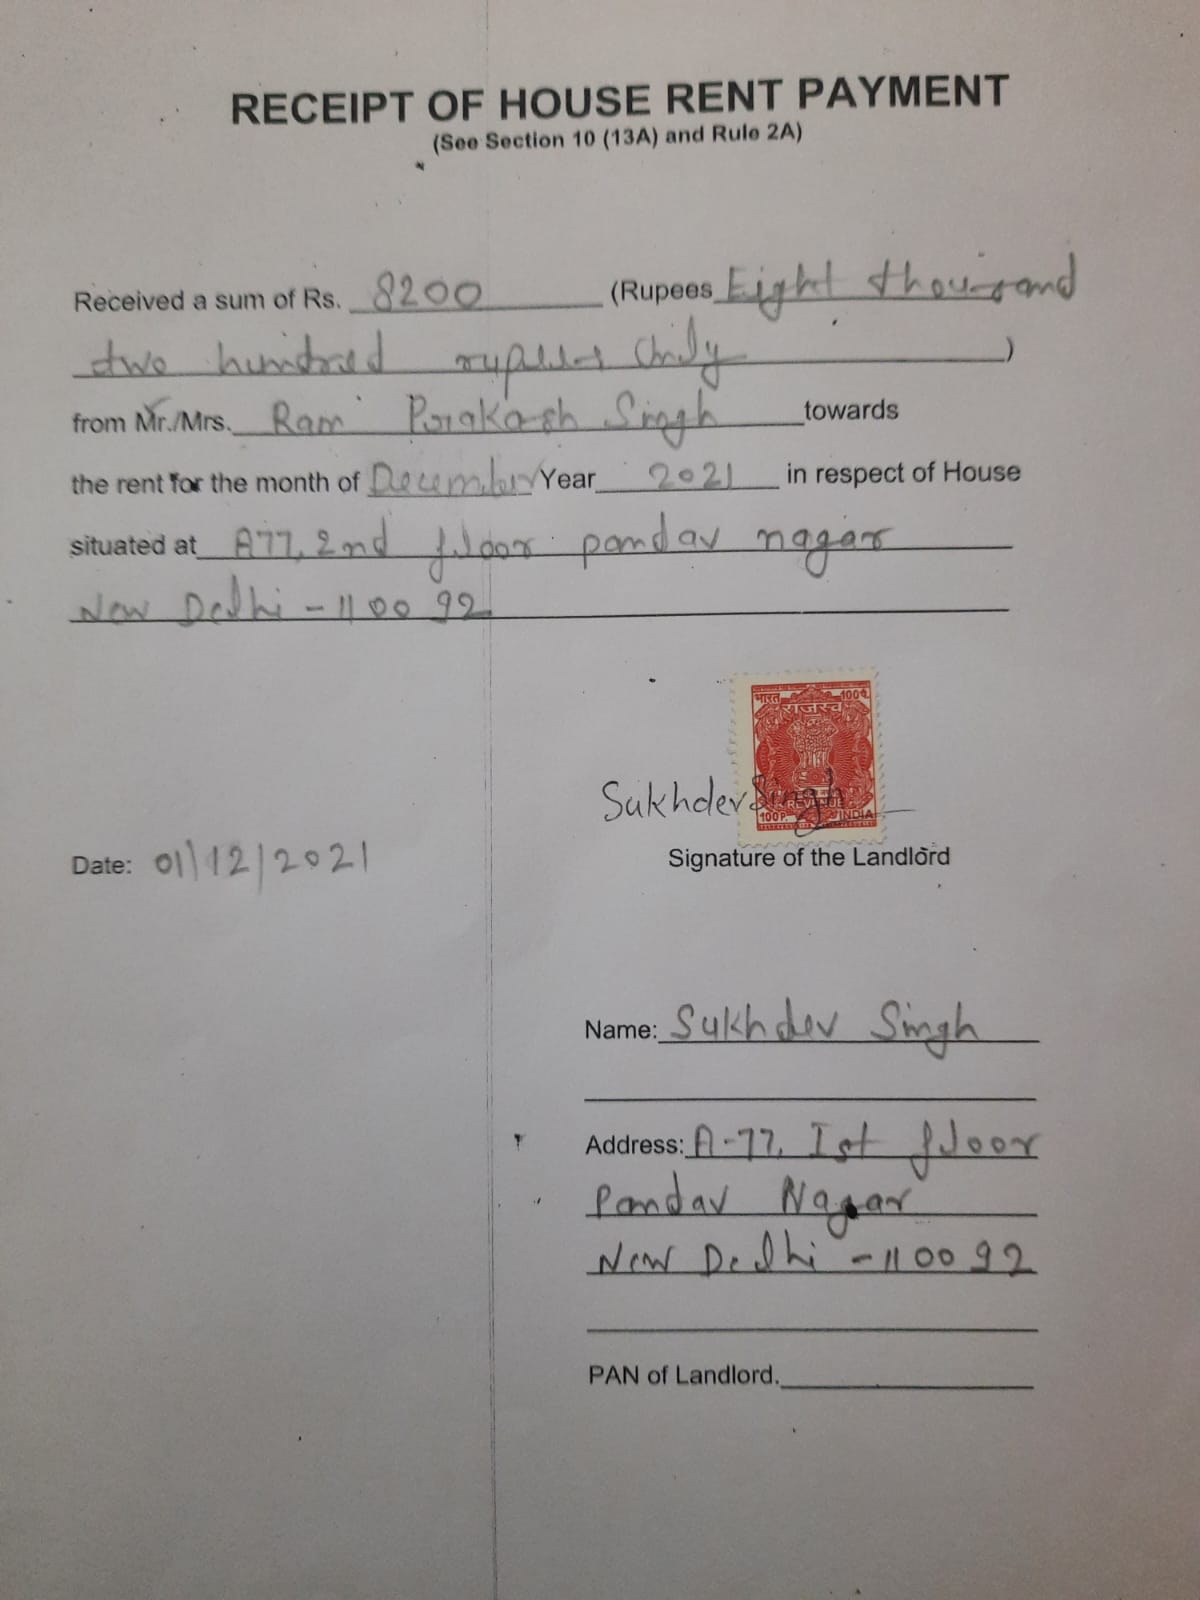 RECEIPT OF HOUSE RENT PAYMENT
(See Section 10 (13A) and Rule 2A)
Received a sum of Rs. 8200 (Rupees Eight thousand
two hundred rupees only )
from Mr./Mrs. Ram Prakash Singh towards
the rent for the month of December Year 2021 in respect of House
situated at A77, 2nd floor pandav nagar
New Delhi - 110092
भारत 100प.
राजस्व
REVENUE
100P. INDIA
Sukhdev Singh
Date: 01/12/2021 Signature of the Landlord
Name: Sukhdev Singh
Address: A-77, Ist floor
Pandav Nagar
New Delhi - 110092
PAN of Landlord.